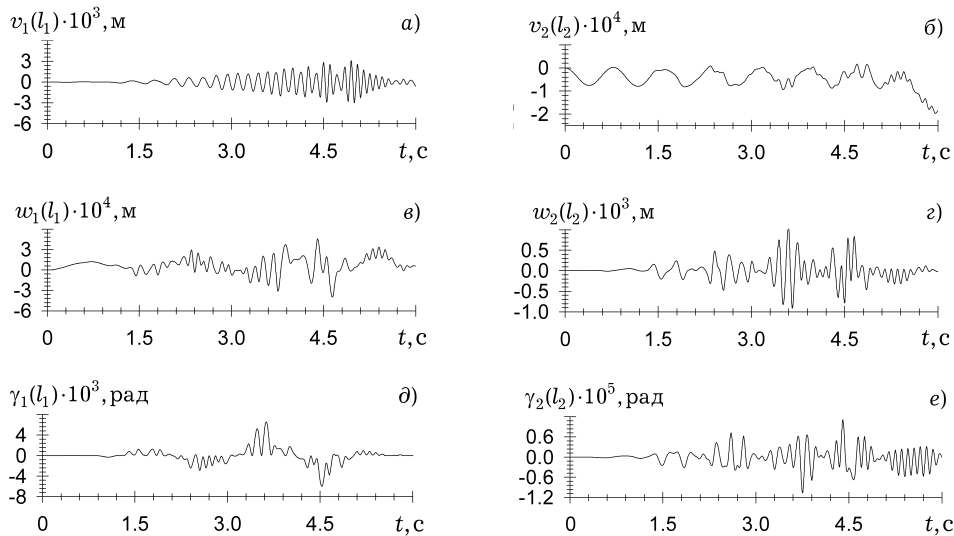 v₁(l₁)·10³, м а)
3
0
-3
-6
0 1.5 3.0 4.5 t, с
v₂(l₂)·10⁴, м б)
0
-1
-2
0 1.5 3.0 4.5 t, с
w₁(l₁)·10⁴, м в)
3
0
-3
-6
0 1.5 3.0 4.5 t, с
w₂(l₂)·10³, м г)
0.5
0.0
-0.5
-1.0
0 1.5 3.0 4.5 t, с
γ₁(l₁)·10³, рад д)
4
0
-4
-8
0 1.5 3.0 4.5 t, с
γ₂(l₂)·10⁵, рад е)
0.6
0.0
-0.6
-1.2
0 1.5 3.0 4.5 t, с